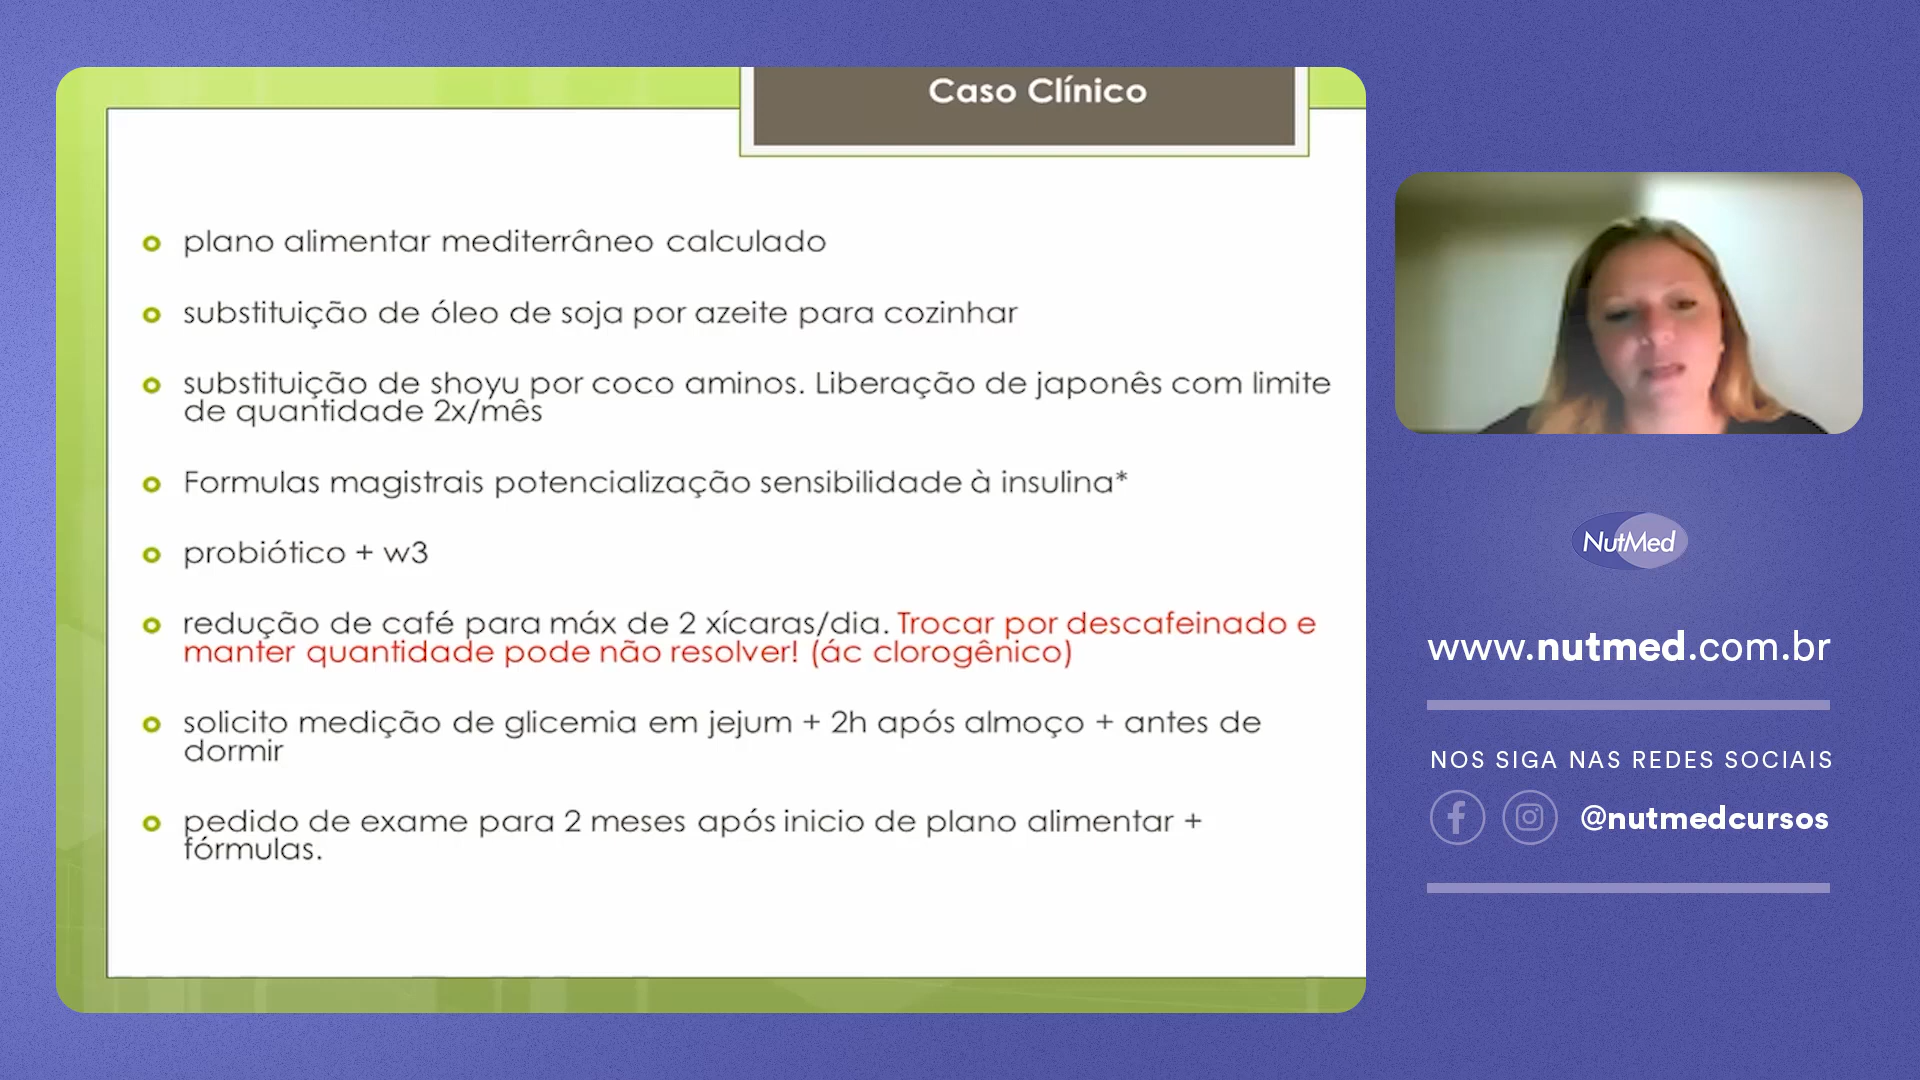 Caso Clínico
plano alimentar mediterrâneo calculado
substituição de óleo de soja por azeite para cozinhar
substituição de shoyu por coco aminos. Liberação de japonês com limite
de quantidade 2x/mês
Formulas magistrais potencialização sensibilidade à insulina*
probiótico + w3
redução de café para máx de 2 xícaras/dia. Trocar por descafeinado e
manter quantidade pode não resolver! (ác clorogênico)
solicito medição de glicemia em jejum + 2h após almoço + antes de
dormir
pedido de exame para 2 meses após inicio de plano alimentar +
fórmulas.
NutMed
www.nutmed.com.br
NOS SIGA NAS REDES SOCIAIS
@nutmedcursos